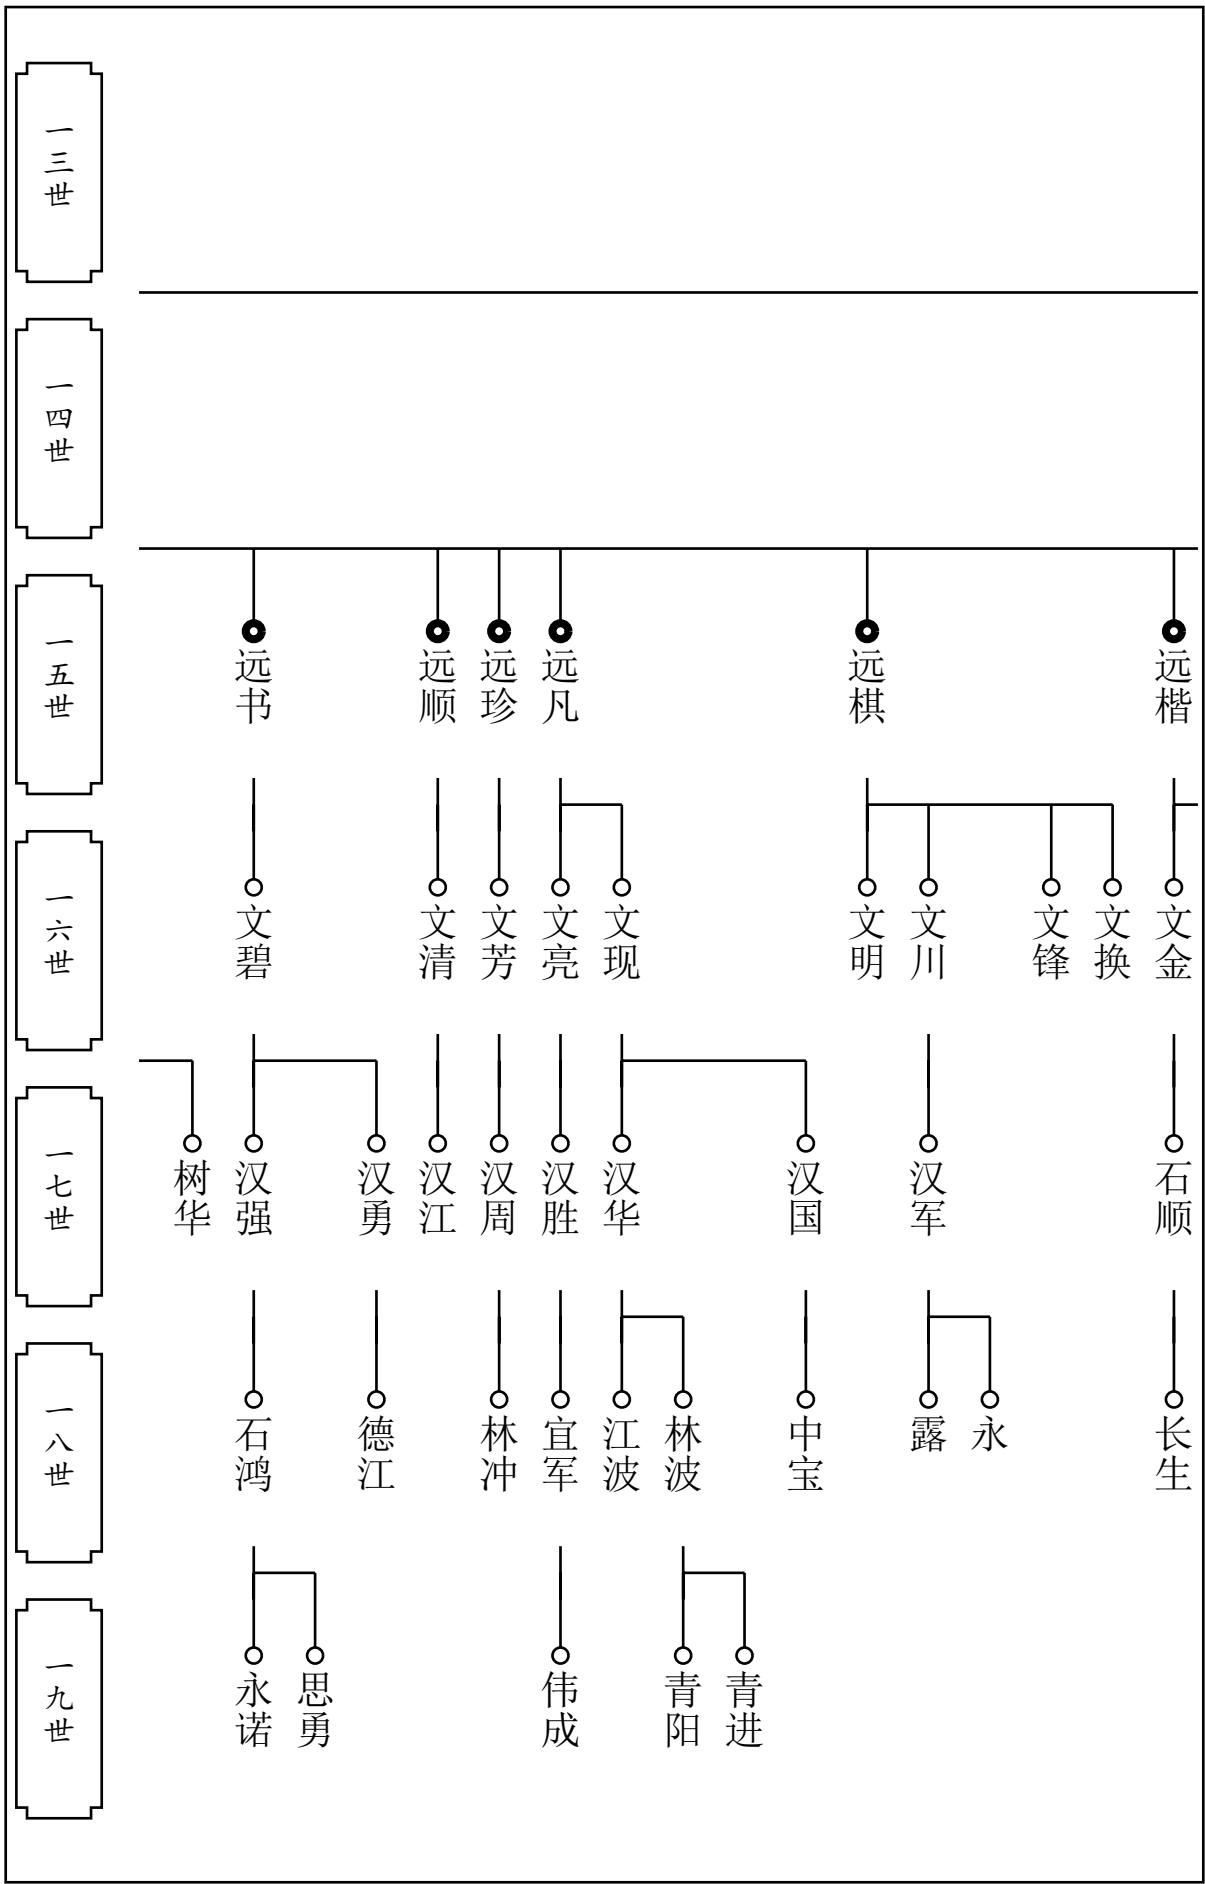 一三世
一四世
一五世
远书
远顺
远珍
远凡
远棋
远楷
一六世
文碧
文清
文芳
文亮
文现
文明
文川
文锋
文换
文金
一七世
树华
汉强
汉勇
汉江
汉周
汉胜
汉华
汉国
汉军
石顺
一八世
石鸿
德江
林冲
宜军
江波
林波
中宝
露
永
长生
一九世
永诺
思勇
伟成
青阳
青进